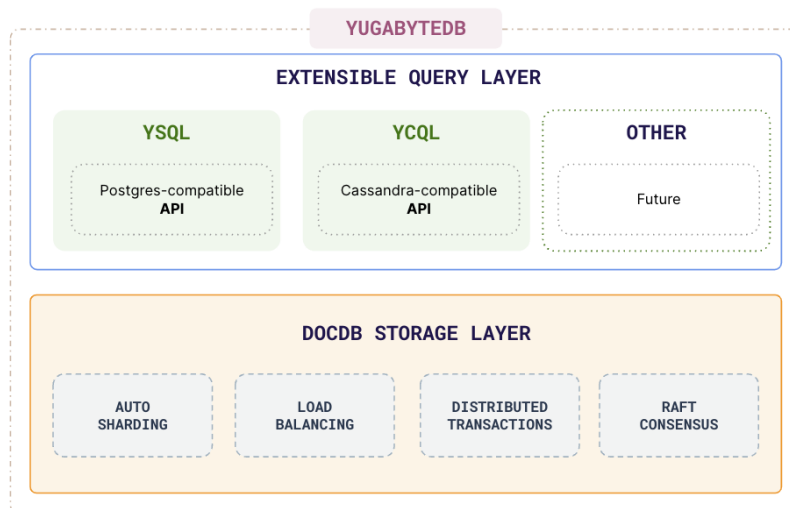 YUGABYTEDB
EXTENSIBLE QUERY LAYER
YSQL
Postgres-compatible
API
YCQL
Cassandra-compatible
API
OTHER
Future
DOCDB STORAGE LAYER
AUTO
SHARDING
LOAD
BALANCING
DISTRIBUTED
TRANSACTIONS
RAFT
CONSENSUS